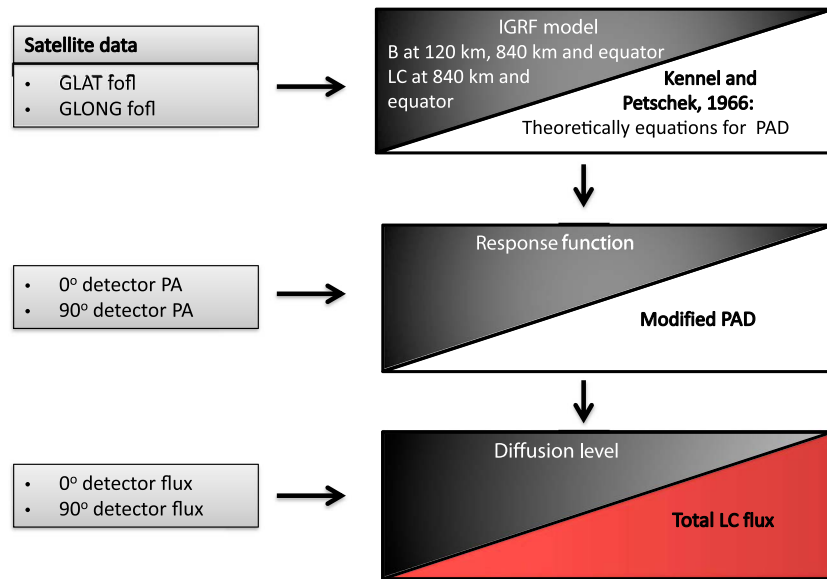 Satellite data
• GLAT fofl
• GLONG fofl
IGRF model
B at 120 km, 840 km and equator
LC at 840 km and
equator
Kennel and
Petschek, 1966:
Theoretically equations for PAD
• 0° detector PA
• 90° detector PA
Response function
Modified PAD
• 0° detector flux
• 90° detector flux
Diffusion level
Total LC flux